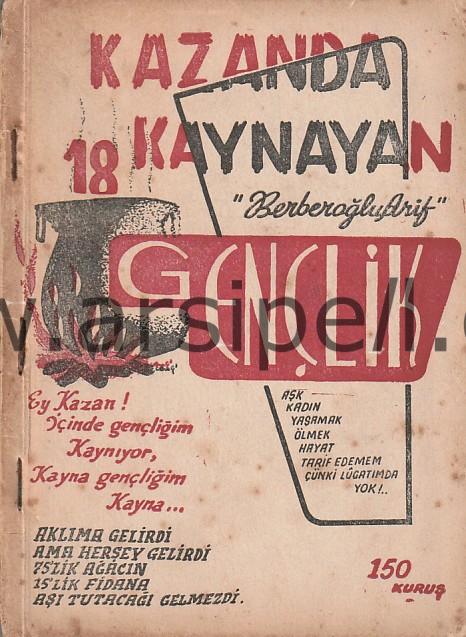 KAZANDA
18 KAYNAYAN
"Berberoğlu Arif"
GENÇLİK
www.arsipeli.
Ey Kazan!
İçinde gençliğim
Kaynıyor,
Kayna gençliğim
Kayna...
AŞK
KADIN
YAŞAMAK
ÖLMEK
HAYAT
TARİF EDEMEM
ÇÜNKİ LÜGATIMDA
YOK!..
AKLIMA GELİRDİ
AMA HERŞEY GELİRDİ
75'LİK AĞACIN
15'LİK FİDANA
AŞI TUTACAĞI GELMEZDİ.
150
KURUŞ